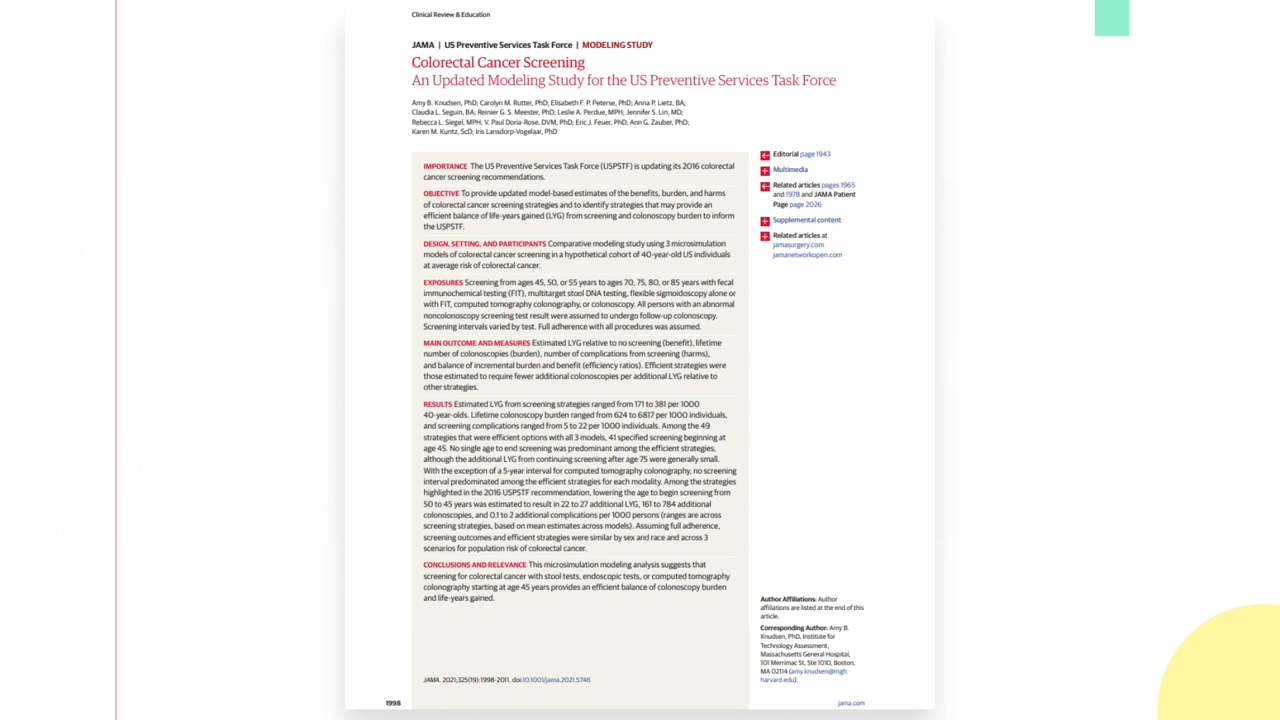 Clinical Review & Education
JAMA | US Preventive Services Task Force | MODELING STUDY
Colorectal Cancer Screening
An Updated Modeling Study for the US Preventive Services Task Force
Amy B. Knudsen, PhD; Carolyn M. Rutter, PhD; Elisabeth F. P. Peterse, PhD; Anna P. Lietz, BA;
Claudia L. Seguin, BA; Reinier G. S. Meester, PhD; Leslie A. Perdue, MPH; Jennifer S. Lin, MD;
Rebecca L. Siegel, MPH; V. Paul Doria-Rose, DVM, PhD; Eric J. Feuer, PhD; Ann G. Zauber, PhD;
Karen M. Kuntz, ScD; Iris Lansdorp-Vogelaar, PhD
IMPORTANCE The US Preventive Services Task Force (USPSTF) is updating its 2016 colorectal
cancer screening recommendations.
OBJECTIVE To provide updated model-based estimates of the benefits, burden, and harms
of colorectal cancer screening strategies and to identify strategies that may provide an
efficient balance of life-years gained (LYG) from screening and colonoscopy burden to inform
the USPSTF.
DESIGN, SETTING, AND PARTICIPANTS Comparative modeling study using 3 microsimulation
models of colorectal cancer screening in a hypothetical cohort of 40-year-old US individuals
at average risk of colorectal cancer.
EXPOSURES Screening from ages 45, 50, or 55 years to ages 70, 75, 80, or 85 years with fecal
immunochemical testing (FIT), multitarget stool DNA testing, flexible sigmoidoscopy alone or
with FIT, computed tomography colonography, or colonoscopy. All persons with an abnormal
noncolonoscopy screening test result were assumed to undergo follow-up colonoscopy.
Screening intervals varied by test. Full adherence with all procedures was assumed.
MAIN OUTCOME AND MEASURES Estimated LYG relative to no screening (benefit), lifetime
number of colonoscopies (burden), number of complications from screening (harms),
and balance of incremental burden and benefit (efficiency ratios). Efficient strategies were
those estimated to require fewer additional colonoscopies per additional LYG relative to
other strategies.
RESULTS Estimated LYG from screening strategies ranged from 171 to 381 per 1000
40-year-olds. Lifetime colonoscopy burden ranged from 624 to 6817 per 1000 individuals,
and screening complications ranged from 5 to 22 per 1000 individuals. Among the 49
strategies that were efficient options with all 3 models, 41 specified screening beginning at
age 45. No single age to end screening was predominant among the efficient strategies,
although the additional LYG from continuing screening after age 75 were generally small.
With the exception of a 5-year interval for computed tomography colonography, no screening
interval predominated among the efficient strategies for each modality. Among the strategies
highlighted in the 2016 USPSTF recommendation, lowering the age to begin screening from
50 to 45 years was estimated to result in 22 to 27 additional LYG, 161 to 784 additional
colonoscopies, and 0.1 to 2 additional complications per 1000 persons (ranges are across
screening strategies, based on mean estimates across models). Assuming full adherence,
screening outcomes and efficient strategies were similar by sex and race and across 3
scenarios for population risk of colorectal cancer.
CONCLUSIONS AND RELEVANCE This microsimulation modeling analysis suggests that
screening for colorectal cancer with stool tests, endoscopic tests, or computed tomography
colonography starting at age 45 years provides an efficient balance of colonoscopy burden
and life-years gained.
JAMA. 2021;325(19):1998-2011. doi:10.1001/jama.2021.5746
Editorial page 1943
Multimedia
Related articles pages 1965
and 1978 and JAMA Patient
Page page 2026
Supplemental content
Related articles at
jamasurgery.com
jamanetworkopen.com
Author Affiliations: Author
affiliations are listed at the end of this
article.
Corresponding Author: Amy B.
Knudsen, PhD, Institute for
Technology Assessment,
Massachusetts General Hospital,
101 Merrimac St, Ste 1010, Boston,
MA 02114 (amy.knudsen@mgh.
harvard.edu).
1998
jama.com